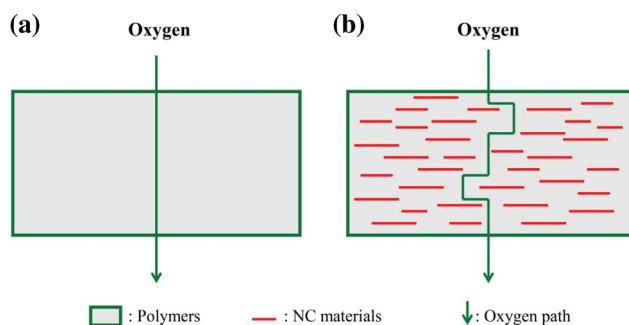 (a)
Oxygen
(b)
Oxygen
: Polymers
: NC materials
: Oxygen path